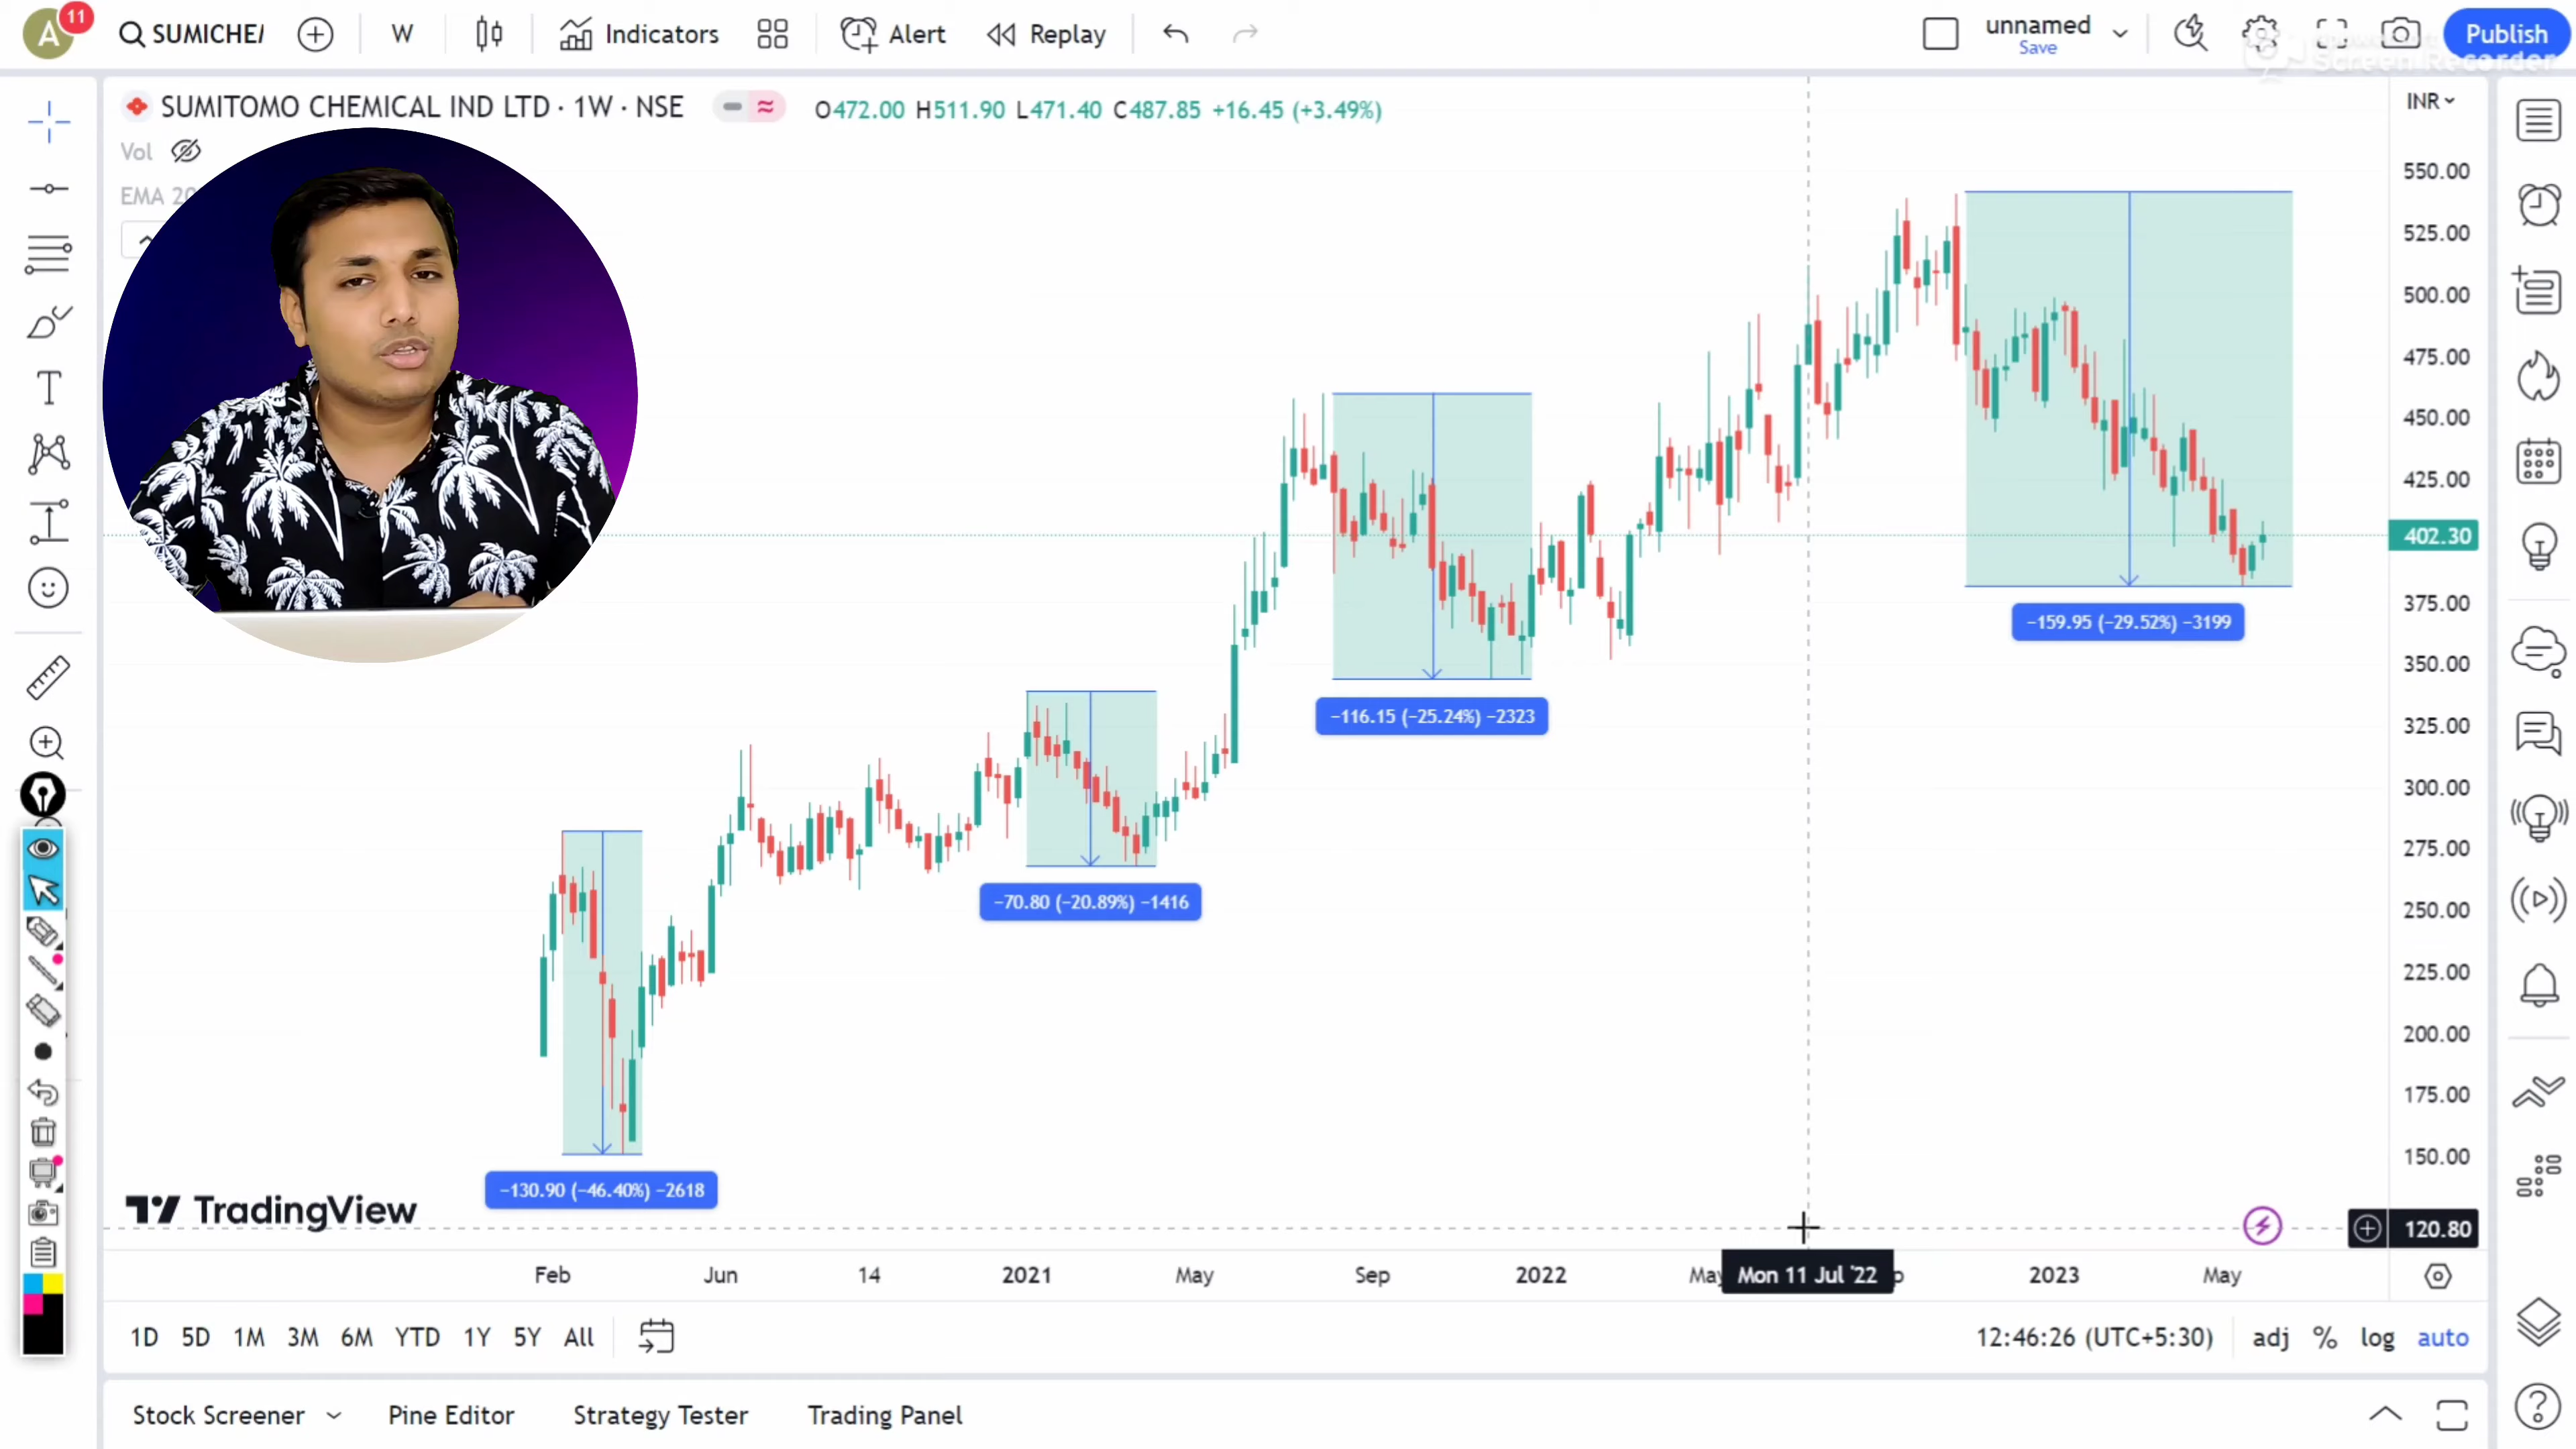 A 11 SUMICHE W Indicators Alert Replay unnamed Publish
Save
Screen Recorder
SUMITOMO CHEMICAL IND LTD · 1W · NSE O472.00 H511.90 L471.40 C487.85 +16.45 (+3.49%) INR
Vol
EMA 20
550.00
525.00
500.00
475.00
450.00
425.00
402.30
375.00
350.00
325.00
300.00
275.00
250.00
225.00
200.00
175.00
150.00
120.80
−159.95 (−29.52%) −3199
−116.15 (−25.24%) −2323
−70.80 (−20.89%) −1416
−130.90 (−46.40%) −2618
TradingView
Feb Jun 14 2021 May Sep 2022 May Mon 11 Jul '22 2023 May
1D 5D 1M 3M 6M YTD 1Y 5Y All 12:46:26 (UTC+5:30) adj % log auto
Stock Screener Pine Editor Strategy Tester Trading Panel